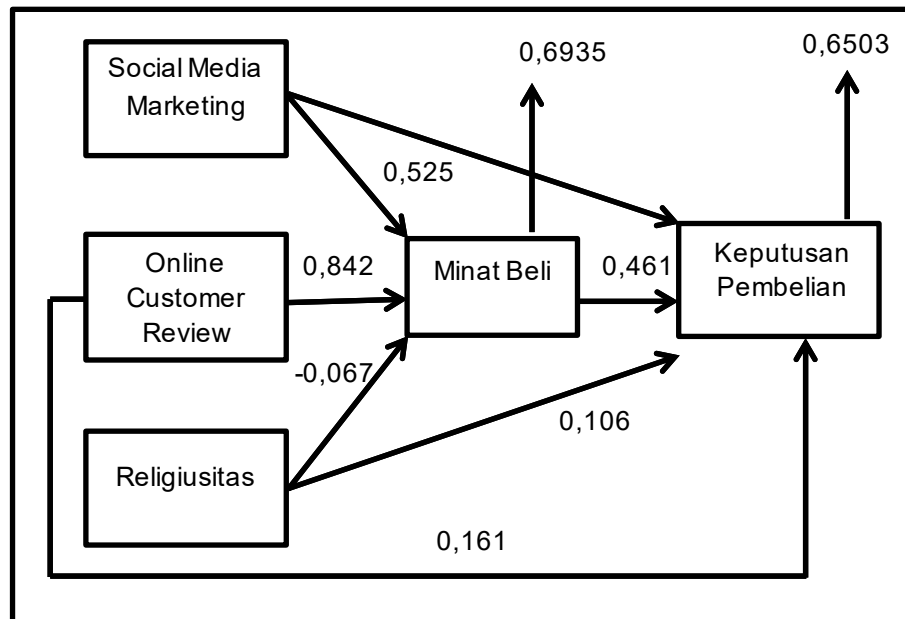 0,6935
0,6503
Social Media
Marketing
0,525
Online
Customer
Review
0,842
Minat Beli
0,461
Keputusan
Pembelian
-0,067
0,106
Religiusitas
0,161